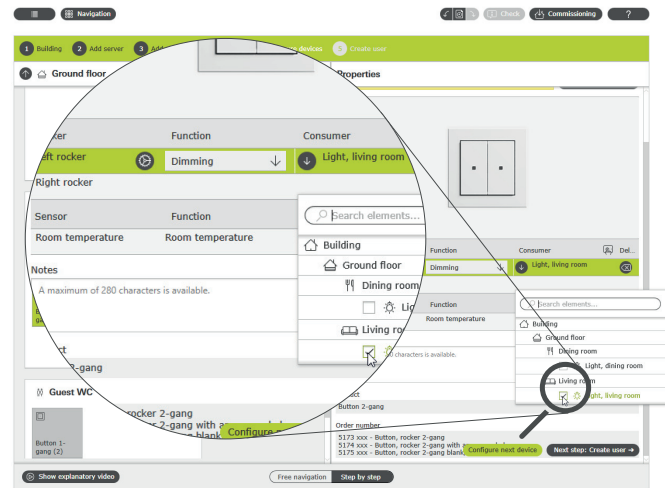 Navigation
Check
Commissioning
?
1 Building 2 Add server 3 devices Create user
Ground floor
Properties
Function
Consumer
Left rocker
Dimming
Light, living room
Right rocker
Sensor
Function
Room temperature
Room temperature
Notes
A maximum of 280 characters is available.
Search elements...
Building
Ground floor
Dining room
Living
Function
Consumer
Del...
Dimming
Light, living room
Function
Room temperature
characters is available.
Search elements...
Building
Ground floor
Dining room
Light, dining room
Living room
Light, living room
2-gang
Guest WC
Button 1-
gang (2)
rocker 2-gang
2-gang with
blank
Configure
Button 2-gang
Order number
5173 xxx - Button, rocker 2-gang
5174 xxx - Button, rocker 2-gang with
5175 xxx - Button, rocker 2-gang blank
Configure next device
Next step: Create user →
Show explanatory video
Free navigation
Step by step